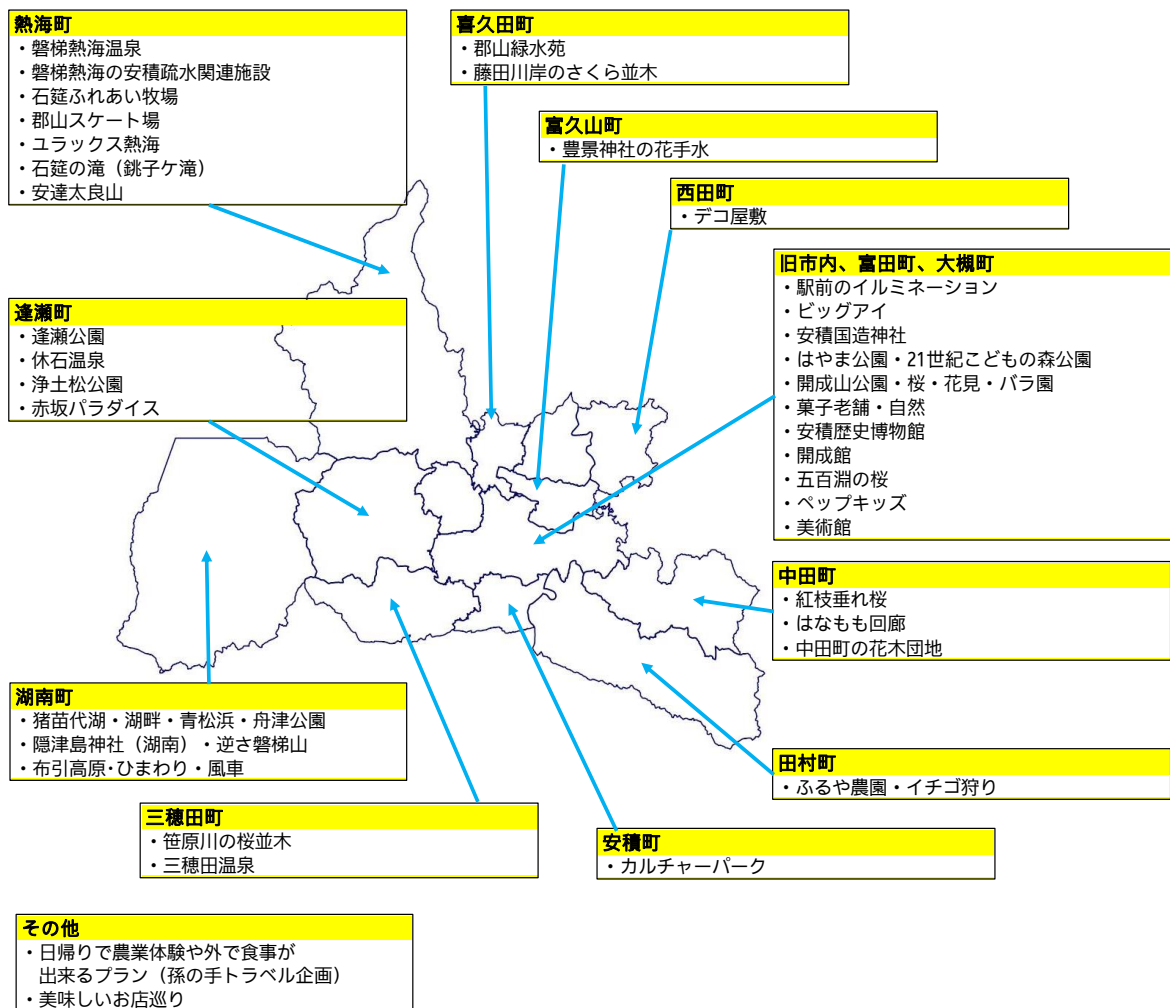 熱海町
・磐梯熱海温泉
・磐梯熱海の安積疏水関連施設
・石筵ふれあい牧場
・郡山スケート場
・ユラックス熱海
・石筵の滝（銚子ケ滝）
・安達太良山
喜久田町
・郡山緑水苑
・藤田川岸のさくら並木
富久山町
・豊景神社の花手水
西田町
・デコ屋敷
旧市内、富田町、大槻町
・駅前のイルミネーション
・ビッグアイ
・安積国造神社
・はやま公園・21世紀こどもの森公園
・開成山公園・桜・花見・バラ園
・菓子老舗・自然
・安積歴史博物館
・開成館
・五百淵の桜
・ペップキッズ
・美術館
逢瀬町
・逢瀬公園
・休石温泉
・浄土松公園
・赤坂パラダイス
中田町
・紅枝垂れ桜
・はなもも回廊
・中田町の花木団地
湖南町
・猪苗代湖・湖畔・青松浜・舟津公園
・隠津島神社（湖南）・逆さ磐梯山
・布引高原・ひまわり・風車
田村町
・ふるや農園・イチゴ狩り
三穂田町
・笹原川の桜並木
・三穂田温泉
安積町
・カルチャーパーク
その他
・日帰りで農業体験や外で食事が
出来るプラン（孫の手トラベル企画）
・美味しいお店巡り